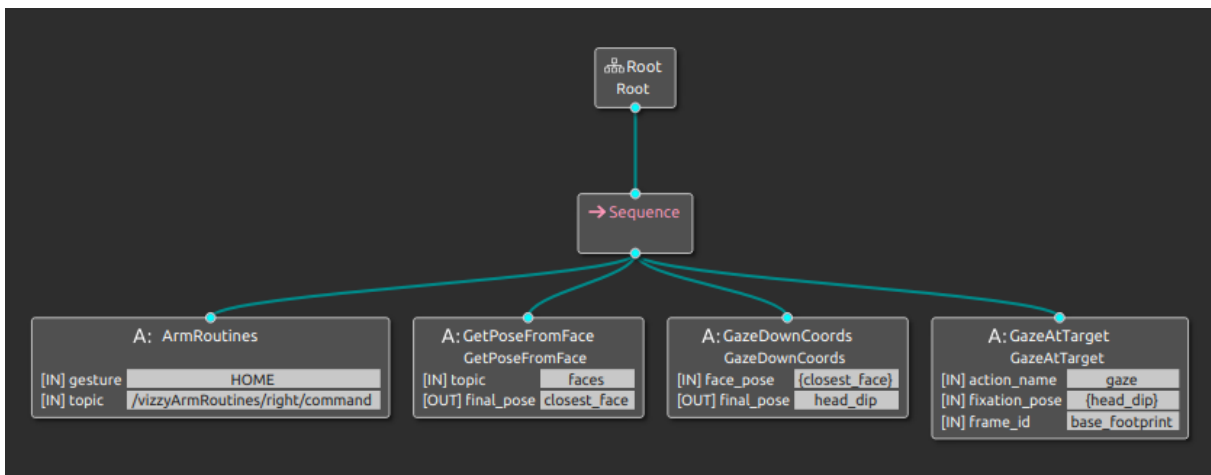 Root
Root
Sequence
A: ArmRoutines
[IN] gesture HOME
[IN] topic /vizzyArmRoutines/right/command
A: GetPoseFromFace
GetPoseFromFace
[IN] topic faces
[OUT] final_pose closest_face
A: GazeDownCoords
GazeDownCoords
[IN] face_pose {closest_face}
[OUT] final_pose head_dip
A: GazeAtTarget
GazeAtTarget
[IN] action_name gaze
[IN] fixation_pose {head_dip}
[IN] frame_id base_footprint